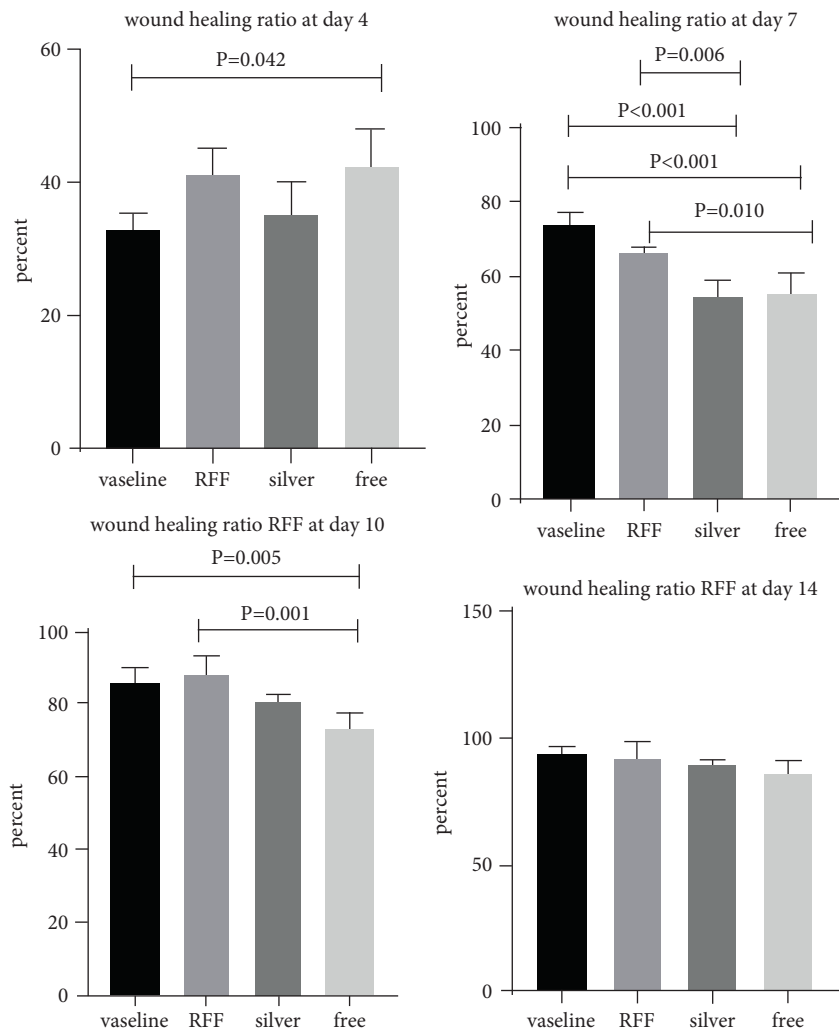 wound healing ratio at day 4
P=0.042
60
40
20
0
percent
vaseline RFF silver free
wound healing ratio at day 7
P=0.006
P<0.001
P<0.001
P=0.010
100
80
60
40
20
0
percent
vaseline RFF silver free
wound healing ratio RFF at day 10
P=0.005
P=0.001
100
80
60
40
20
0
percent
vaseline RFF silver free
wound healing ratio RFF at day 14
150
100
50
0
percent
vaseline RFF silver free